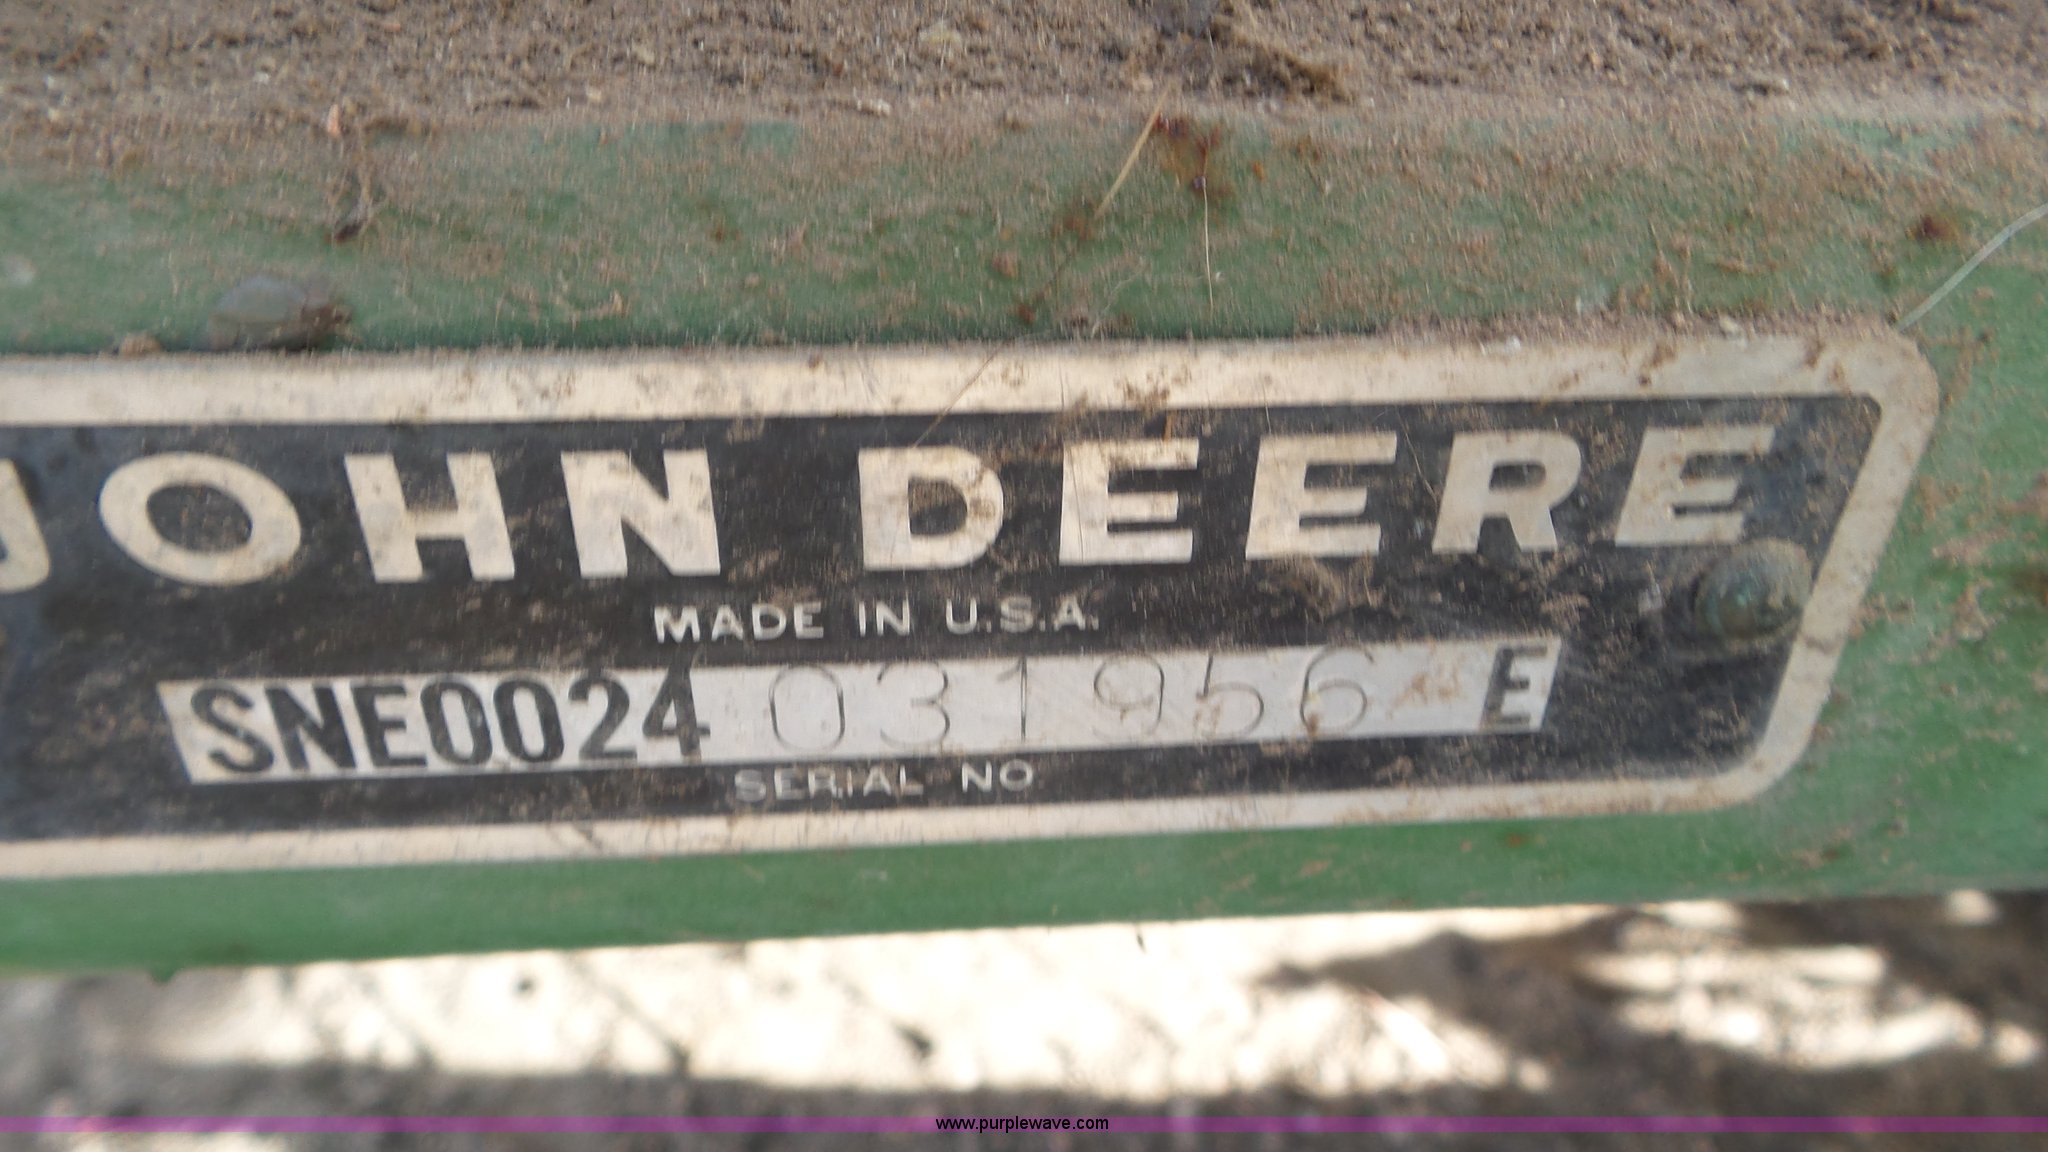 JOHN DEERE
MADE IN U.S.A.
SNE0024 031956 E
SERIAL NO
www.purplewave.com